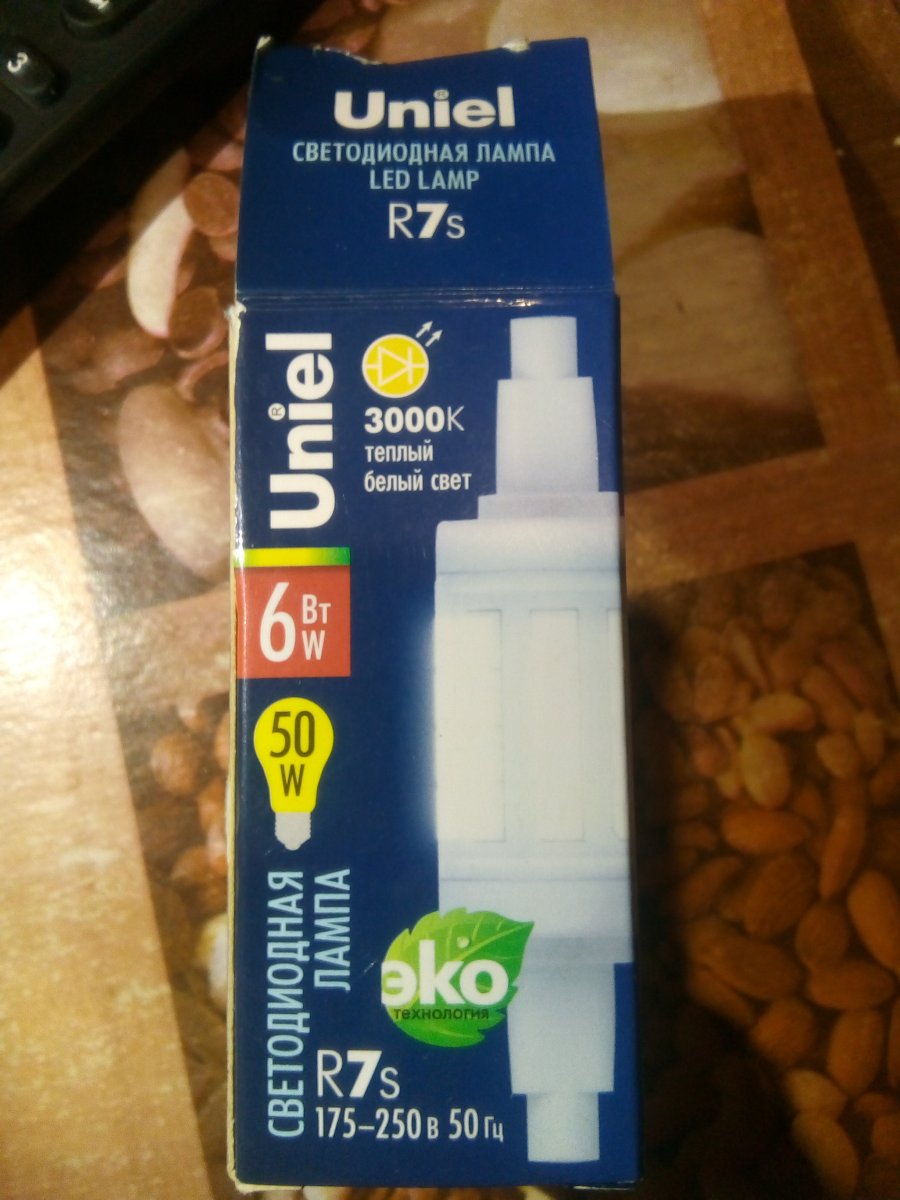 3
Uniel®
СВЕТОДИОДНАЯ ЛАМПА
LED LAMP
R7s
Uniel®
3000K
теплый
белый свет
6 Вт
W
50
W
СВЕТОДИОДНАЯ
ЛАМПА
эко
технология
R7s
175–250 в 50 Гц